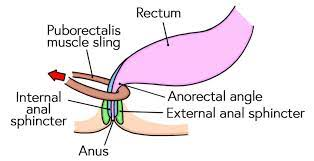 Rectum
Puborectalis
muscle sling
Internal
anal
sphincter
Anorectal angle
External anal sphincter
Anus